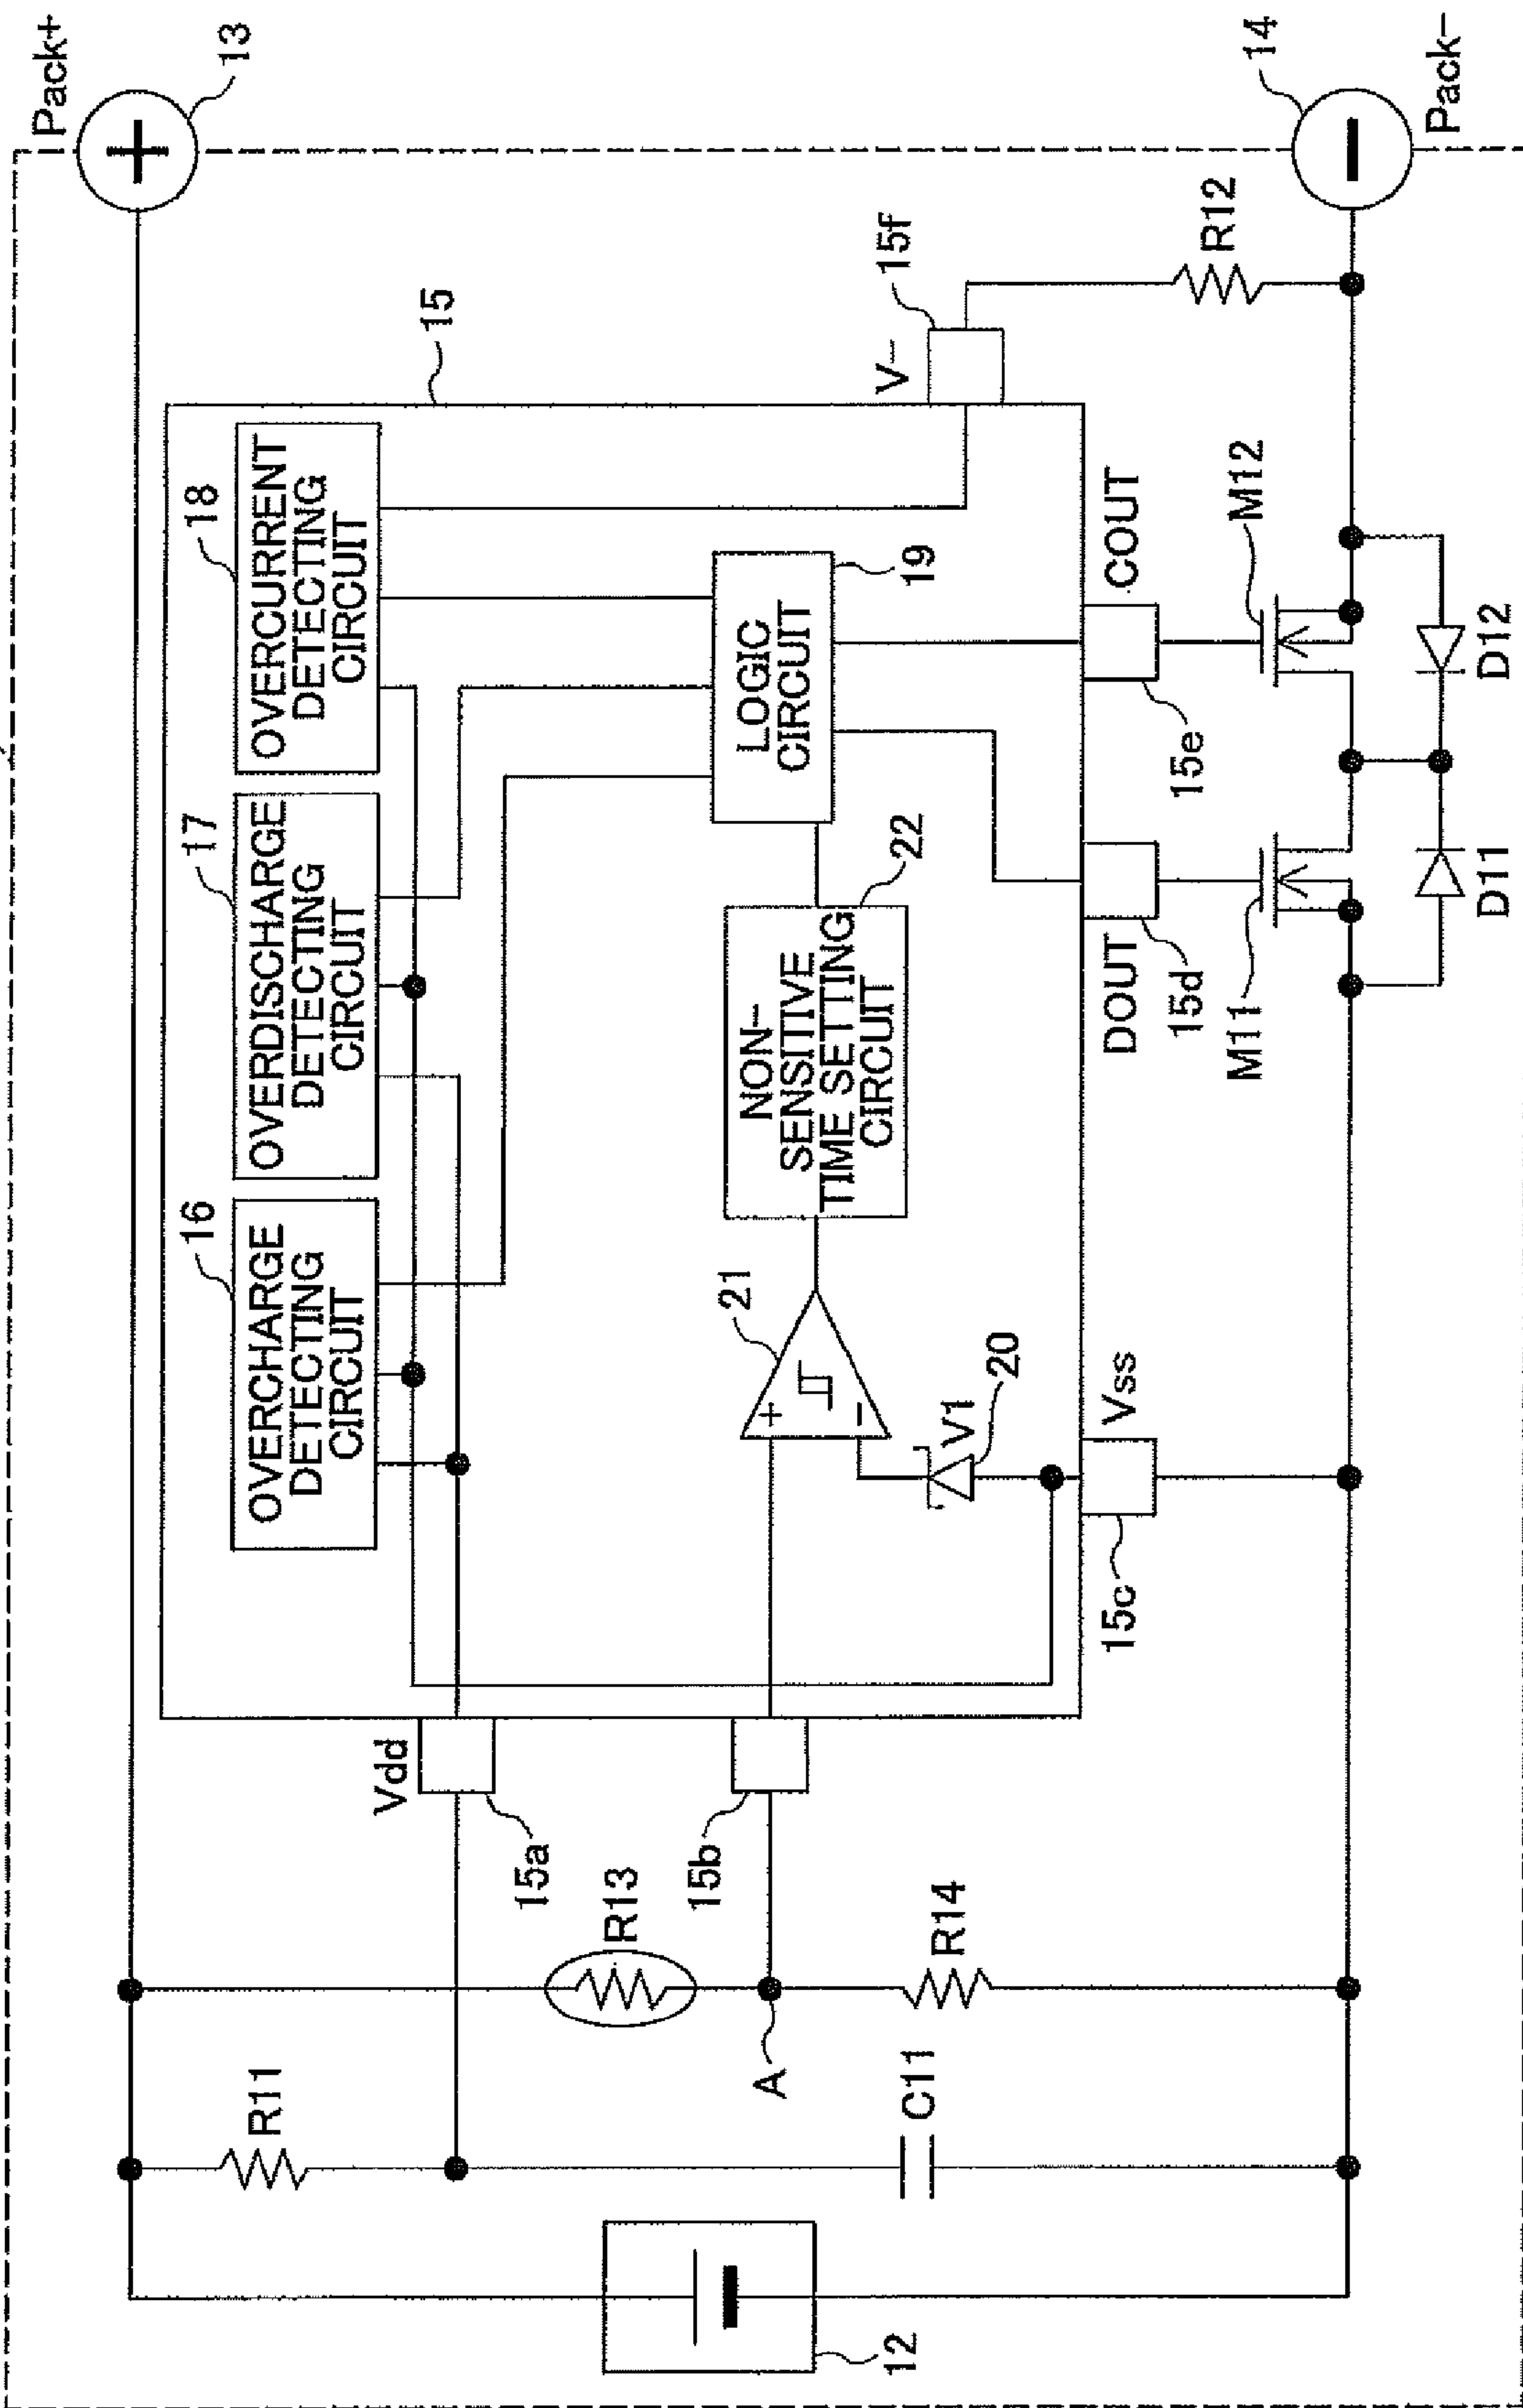 Pack+
13
15
18
OVERCURRENT
DETECTING
CIRCUIT
17
OVERDISCHARGE
DETECTING
CIRCUIT
16
OVERCHARGE
DETECTING
CIRCUIT
Vdd
15a
R11
R13
15b
A
R14
C11
12
21
+
−
V1
20
NON-
SENSITIVE
TIME SETTING
CIRCUIT
22
LOGIC
CIRCUIT
19
V−
15f
R12
14
Pack−
Vss
15c
DOUT
15d
COUT
15e
M11
M12
D11
D12
+
−